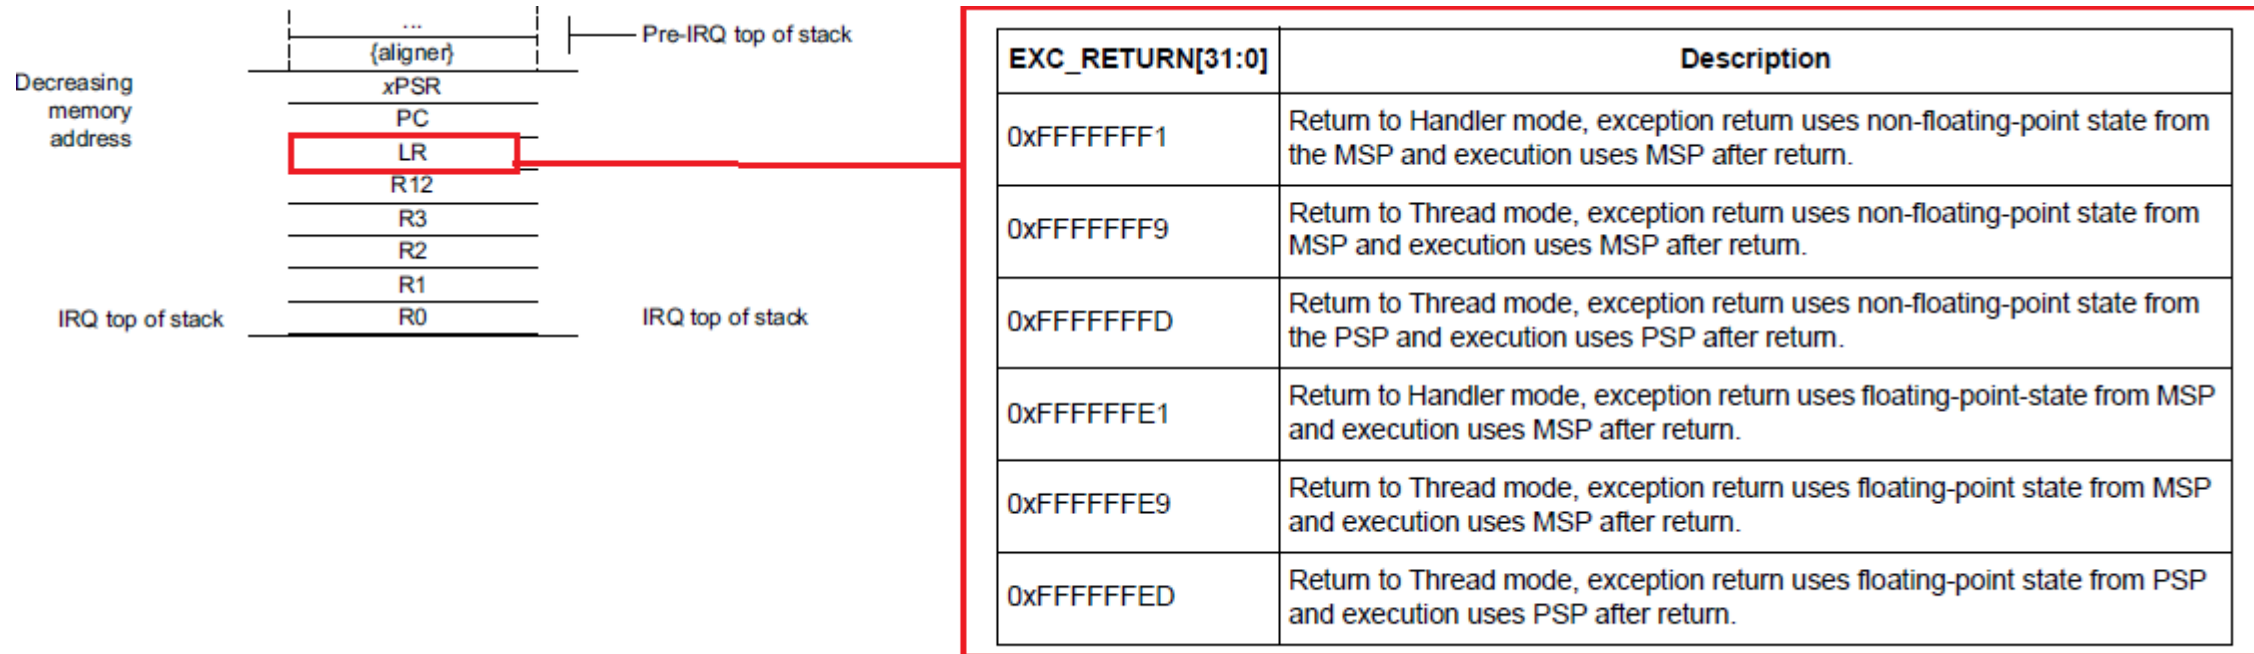 ...
{aligner}
Pre-IRQ top of stack
Decreasing
memory
address
xPSR
PC
LR
R12
R3
R2
R1
R0
IRQ top of stack
IRQ top of stack
EXC_RETURN[31:0]
Description
0xFFFFFFF1
Return to Handler mode, exception return uses non-floating-point state from
the MSP and execution uses MSP after return.
0xFFFFFFF9
Return to Thread mode, exception return uses non-floating-point state from
MSP and execution uses MSP after return.
0xFFFFFFFD
Return to Thread mode, exception return uses non-floating-point state from
the PSP and execution uses PSP after return.
0xFFFFFFE1
Return to Handler mode, exception return uses floating-point-state from MSP
and execution uses MSP after return.
0xFFFFFFE9
Return to Thread mode, exception return uses floating-point state from MSP
and execution uses MSP after return.
0xFFFFFFED
Return to Thread mode, exception return uses floating-point state from PSP
and execution uses PSP after return.